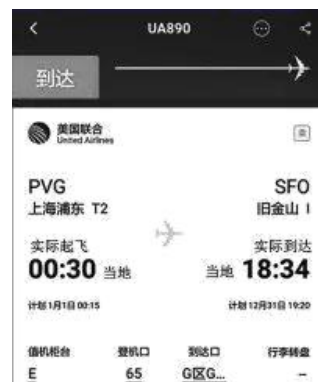 UA890
到达
美国联合
United Airlines
PVG SFO
上海浦东 T2 旧金山 I
实际起飞 实际到达
00:30 当地 当地 18:34
计划 1月1日 00:15 计划 12月31日 19:20
值机柜台 登机口 到达口 行李转盘
E 65 G区G...